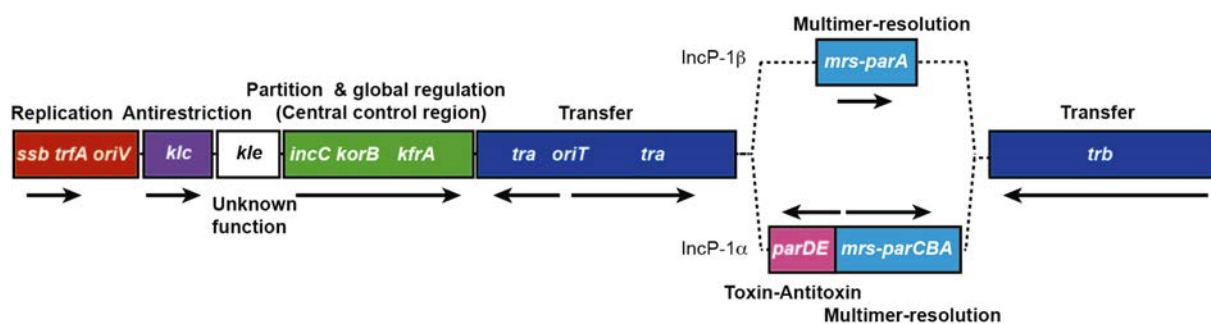 Multimer-resolution
IncP-1β
mrs-parA
Partition & global regulation
Replication Antirestriction (Central control region) Transfer Transfer
ssb trfA oriV klc kle incC korB kfrA tra oriT tra trb
Unknown
function
IncP-1α
parDE mrs-parCBA
Toxin-Antitoxin
Multimer-resolution